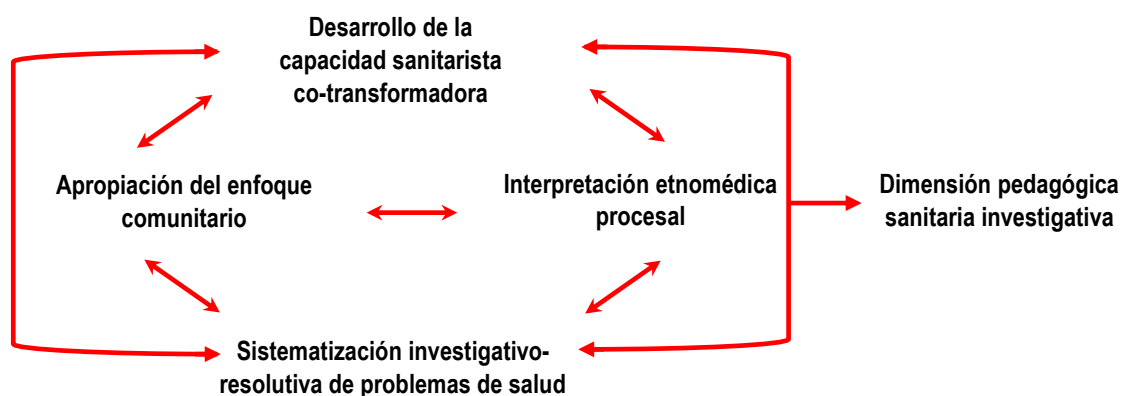 Desarrollo de la
capacidad sanitarista
co-transformadora
Apropiación del enfoque
comunitario
Interpretación etnomédica
procesal
Dimensión pedagógica
sanitaria investigativa
Sistematización investigativo-
resolutiva de problemas de salud